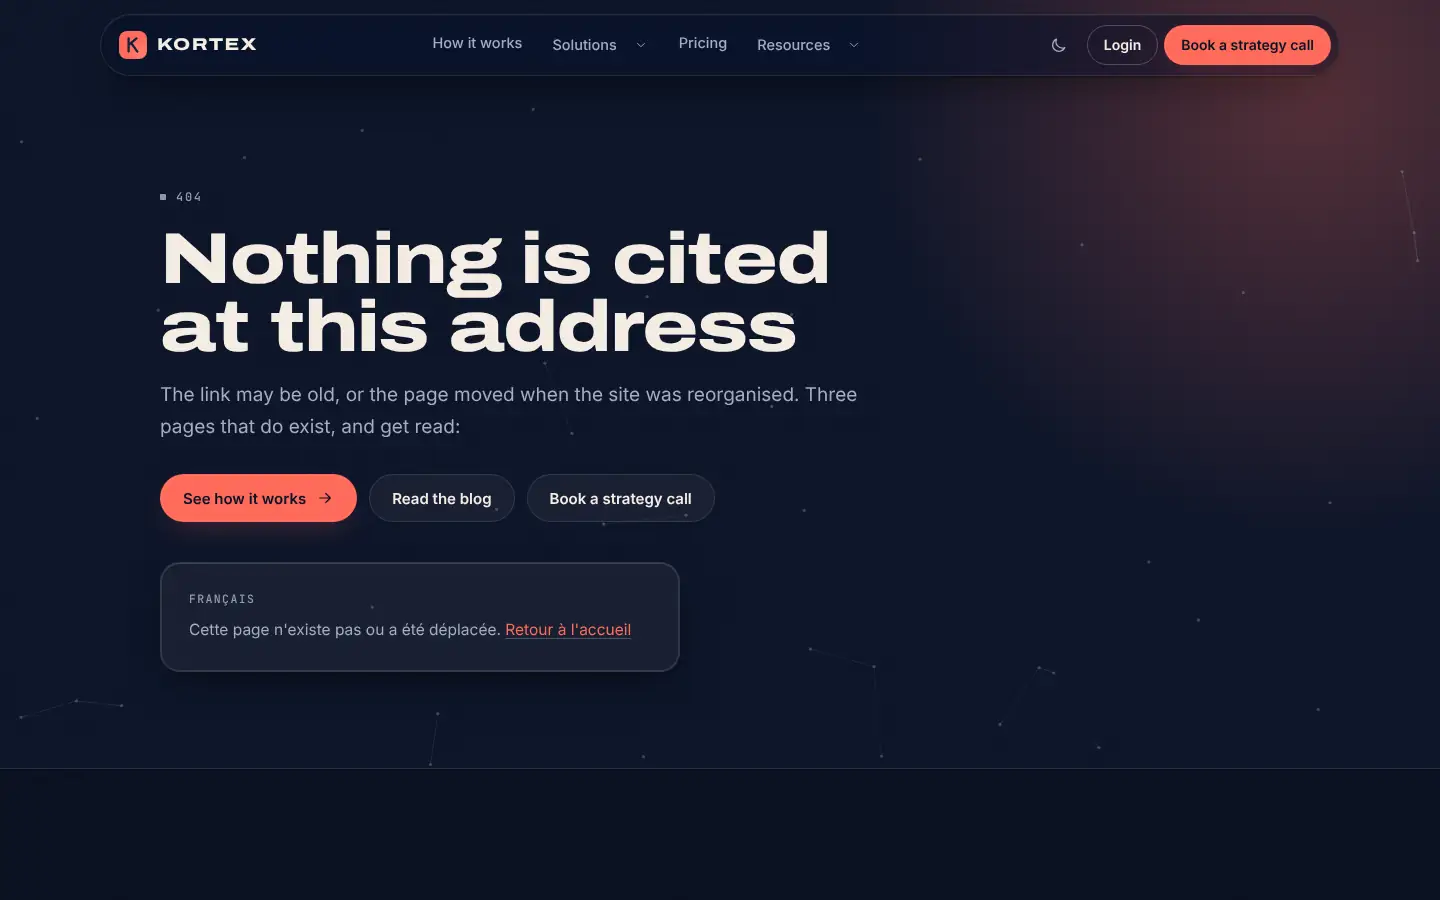 KORTEX
How it works
Solutions
Pricing
Resources
Login
Book a strategy call
404
Nothing is cited
at this address
The link may be old, or the page moved when the site was reorganised. Three
pages that do exist, and get read:
See how it works
Read the blog
Book a strategy call
FRANÇAIS
Cette page n'existe pas ou a été déplacée. Retour à l'accueil